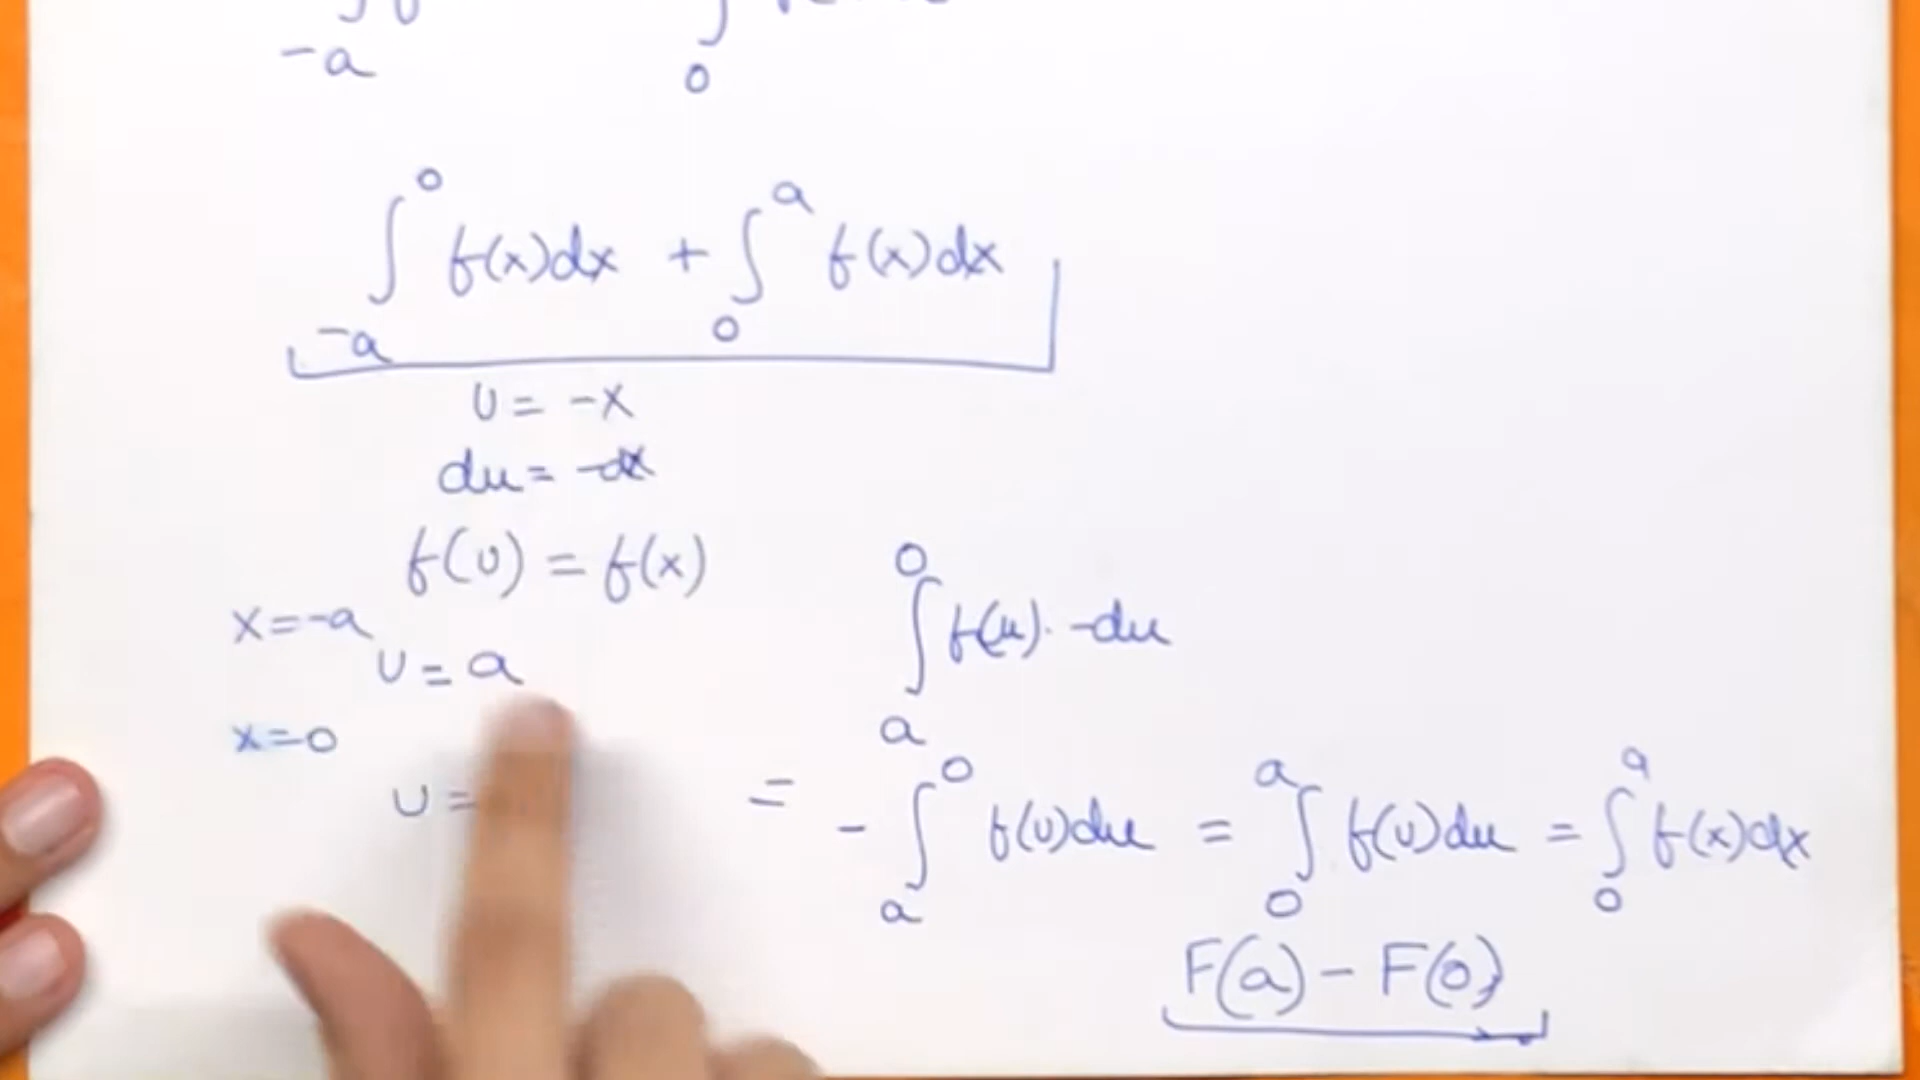 -a 0
∫_{-a}^{0} f(x)dx + ∫_{0}^{a} f(x)dx
U = -x
du = -dx
f(u) = f(x)
x = -a
U = a
x = 0
U =
∫_{a}^{0} f(u). -du
= -∫_{a}^{0} f(u)du = ∫_{0}^{a} f(u)du = ∫_{0}^{a} f(x)dx
F(a) - F(0)